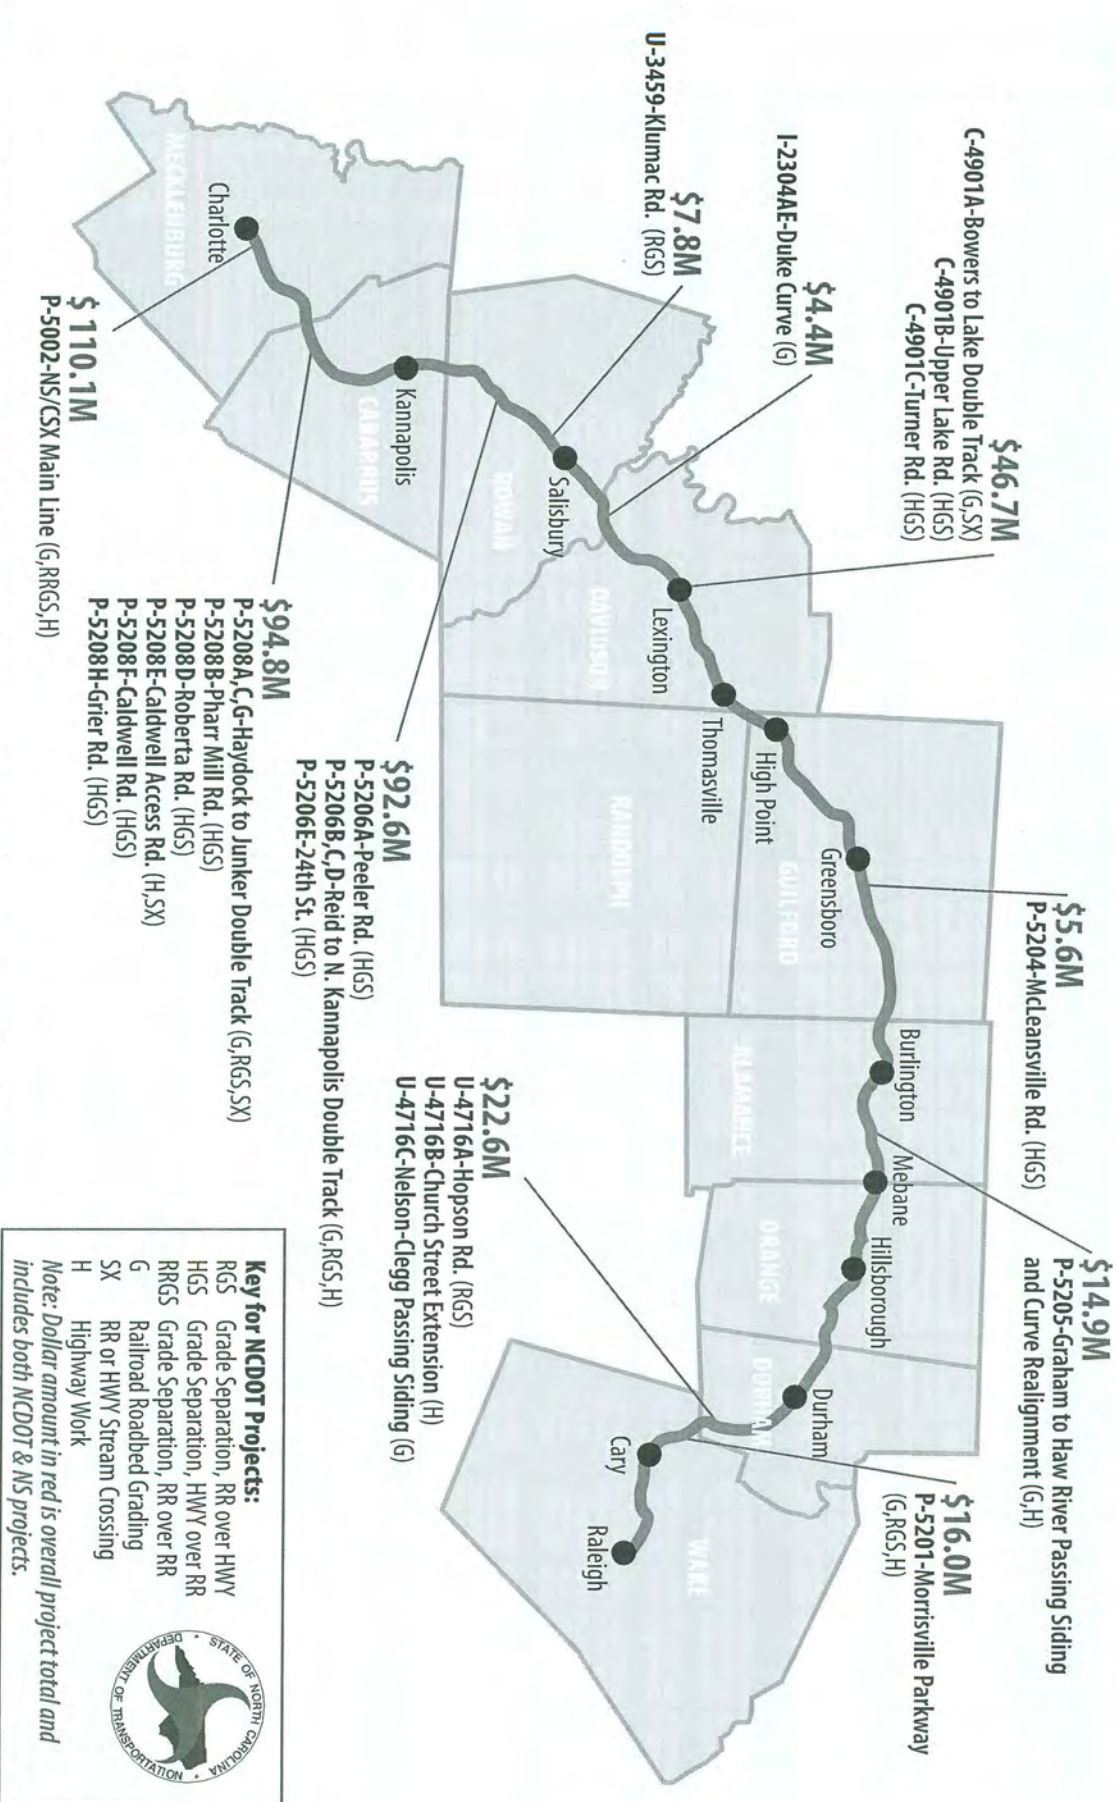 $46.7M
C-4901A-Bowers to Lake Double Track (G,SX)
C-4901B-Upper Lake Rd. (HGS)
C-4901C-Turner Rd. (HGS)
$4.4M
I-2304AE-Duke Curve (G)
$7.8M
U-3459-Klumac Rd. (RGS)
$5.6M
P-5204-McLeansville Rd. (HGS)
$14.9M
P-5205-Graham to Haw River Passing Siding
and Curve Realignment (G,H)
$16.0M
P-5201-Morrisville Parkway
(G,RGS,H)
MECKLENBURG
CABARRUS
ROWAN
DAVIDSON
RANDOLPH
GUILFORD
ALAMANCE
ORANGE
DURHAM
WAKE
Charlotte
Kannapolis
Salisbury
Lexington
Thomasville
High Point
Greensboro
Burlington
Mebane
Hillsborough
Durham
Cary
Raleigh
$22.6M
U-4716A-Hopson Rd. (RGS)
U-4716B-Church Street Extension (H)
U-4716C-Nelson-Clegg Passing Siding (G)
$92.6M
P-5206A-Peeler Rd. (HGS)
P-5206B,C,D-Reid to N. Kannapolis Double Track (G,RGS,H)
P-5206E-24th St. (HGS)
$94.8M
P-5208A,C,G-Haydock to Junker Double Track (G,RGS,SX)
P-5208B-Pharr Mill Rd. (HGS)
P-5208D-Roberta Rd. (HGS)
P-5208E-Caldwell Access Rd. (H,SX)
P-5208F-Caldwell Rd. (HGS)
P-5208H-Grier Rd. (HGS)
$110.1M
P-5002-NS/CSX Main Line (G,RRGS,H)
Key for NCDOT Projects:
RGS Grade Separation, RR over HWY
HGS Grade Separation, HWY over RR
RRGS Grade Separation, RR over RR
G Railroad Roadbed Grading
SX RR or HWY Stream Crossing
H Highway Work
Note: Dollar amount in red is overall project total and
includes both NCDOT & NS projects.
STATE OF NORTH CAROLINA
DEPARTMENT OF TRANSPORTATION